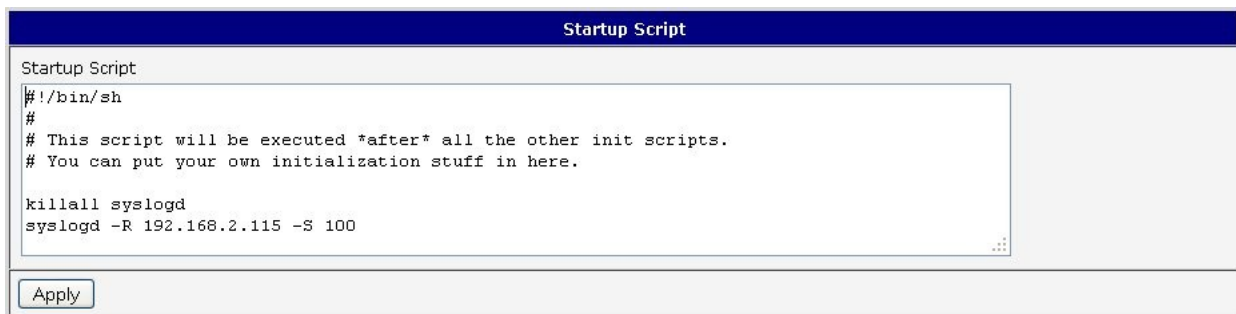 Startup Script
Startup Script
#!/bin/sh
#
# This script will be executed *after* all the other init scripts.
# You can put your own initialization stuff in here.
killall syslogd
syslogd -R 192.168.2.115 -S 100
Apply